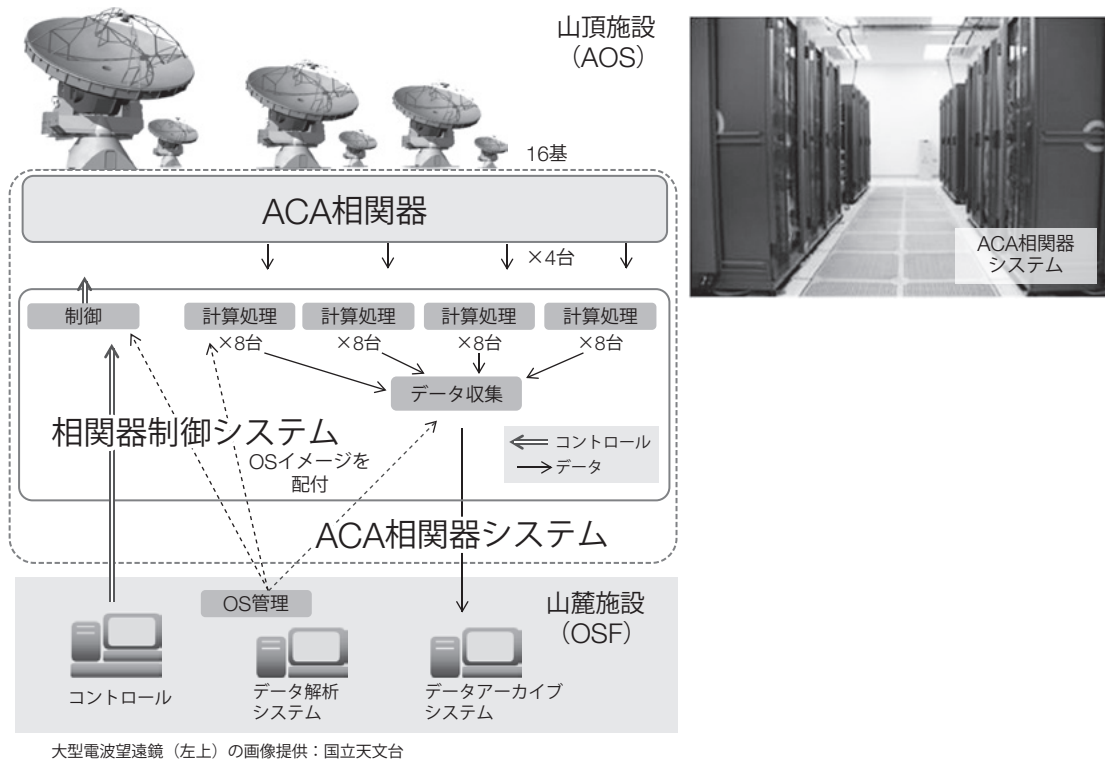 山頂施設
（AOS）
16基
ACA相関器
×4台
ACA相関器
システム
制御
計算処理
計算処理
計算処理
計算処理
×8台
×8台
×8台
×8台
データ収集
相関器制御システム
コントロール
データ
OSイメージを
配付
ACA相関器システム
OS管理
山麓施設
（OSF）
コントロール
データ解析
システム
データアーカイブ
システム
大型電波望遠鏡（左上）の画像提供：国立天文台